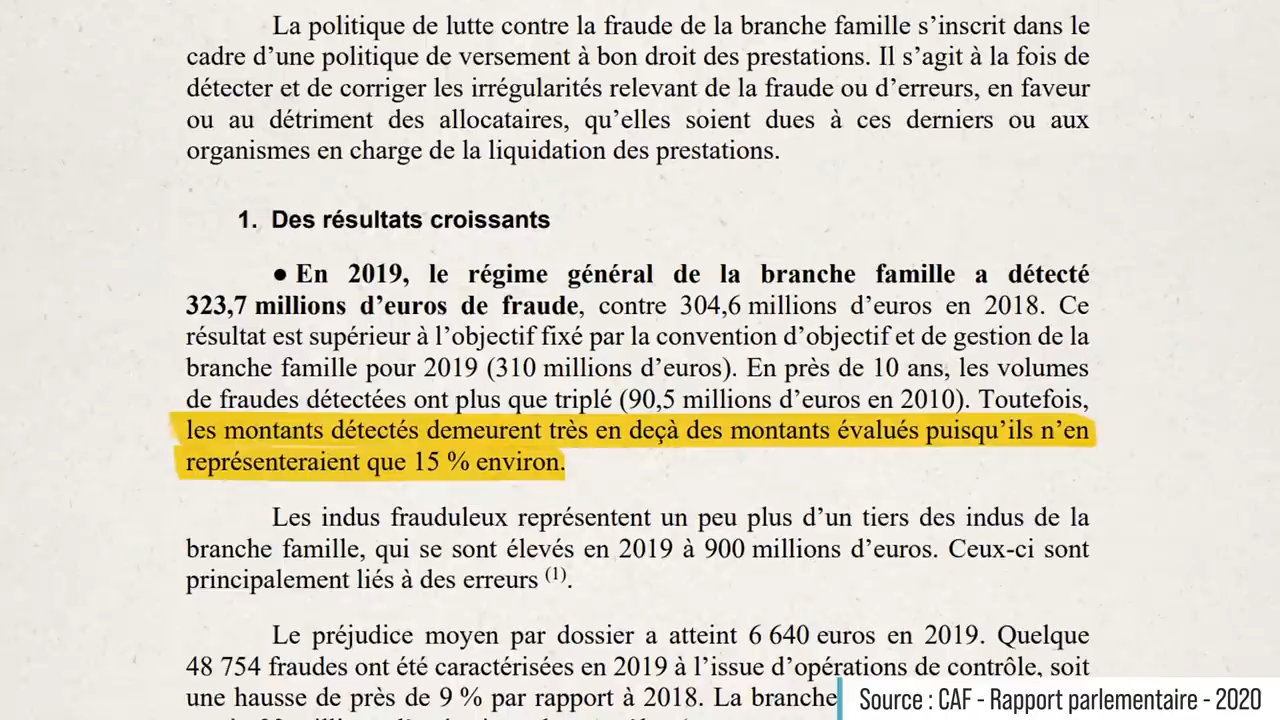 La politique de lutte contre la fraude de la branche famille s’inscrit dans le
cadre d’une politique de versement à bon droit des prestations. Il s’agit à la fois de
détecter et de corriger les irrégularités relevant de la fraude ou d’erreurs, en faveur
ou au détriment des allocataires, qu’elles soient dues à ces derniers ou aux
organismes en charge de la liquidation des prestations.
1. Des résultats croissants
● En 2019, le régime général de la branche famille a détecté
323,7 millions d’euros de fraude, contre 304,6 millions d’euros en 2018. Ce
résultat est supérieur à l’objectif fixé par la convention d’objectif et de gestion de la
branche famille pour 2019 (310 millions d’euros). En près de 10 ans, les volumes
de fraudes détectées ont plus que triplé (90,5 millions d’euros en 2010). Toutefois,
les montants détectés demeurent très en deçà des montants évalués puisqu’ils n’en
représenteraient que 15 % environ.
Les indus frauduleux représentent un peu plus d’un tiers des indus de la
branche famille, qui se sont élevés en 2019 à 900 millions d’euros. Ceux-ci sont
principalement liés à des erreurs (1).
Le préjudice moyen par dossier a atteint 6 640 euros en 2019. Quelque
48 754 fraudes ont été caractérisées en 2019 à l’issue d’opérations de contrôle, soit
une hausse de près de 9 % par rapport à 2018. La branche
Source : CAF - Rapport parlementaire - 2020